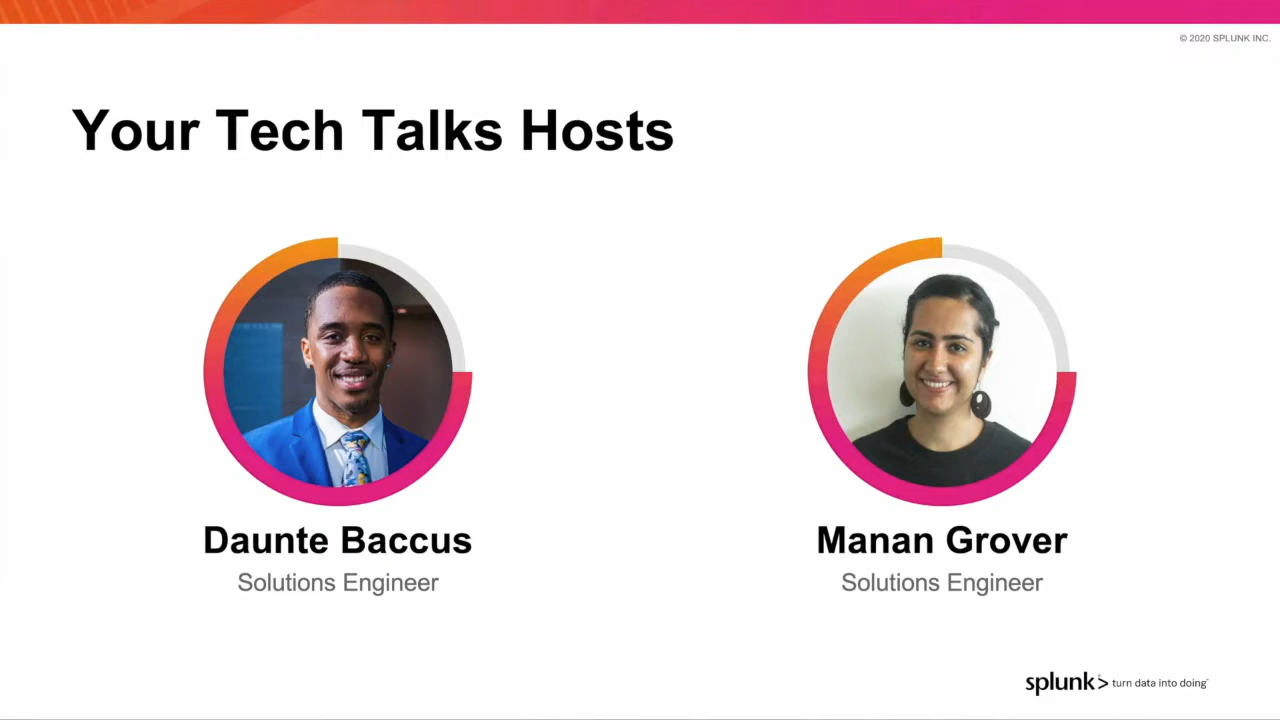 © 2020 SPLUNK INC.
Your Tech Talks Hosts
Daunte Baccus
Solutions Engineer
Manan Grover
Solutions Engineer
splunk> turn data into doing™